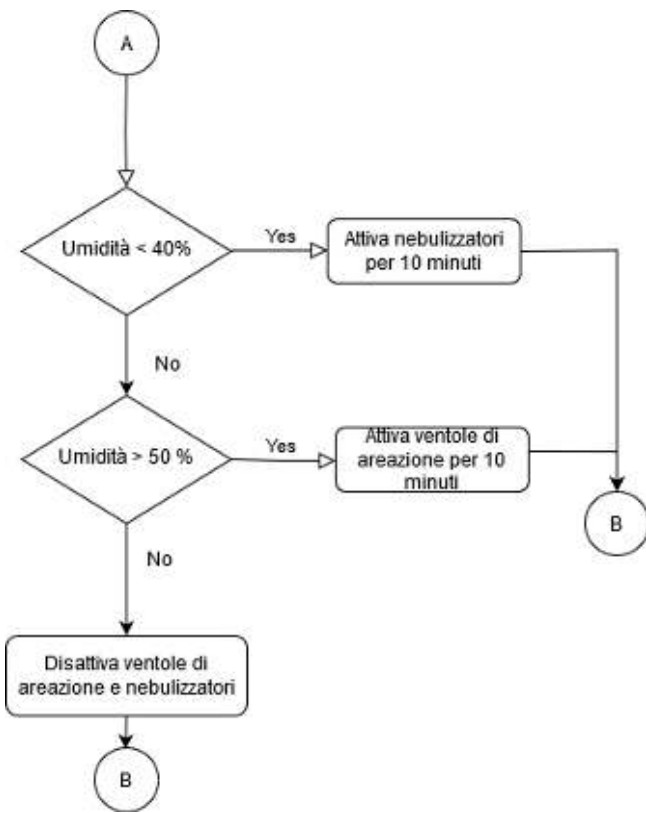 A
Umidità < 40%
Yes
Attiva nebulizzatori
per 10 minuti
No
Umidità > 50 %
Yes
Attiva ventole di
areazione per 10
minuti
B
No
Disattiva ventole di
areazione e nebulizzatori
B